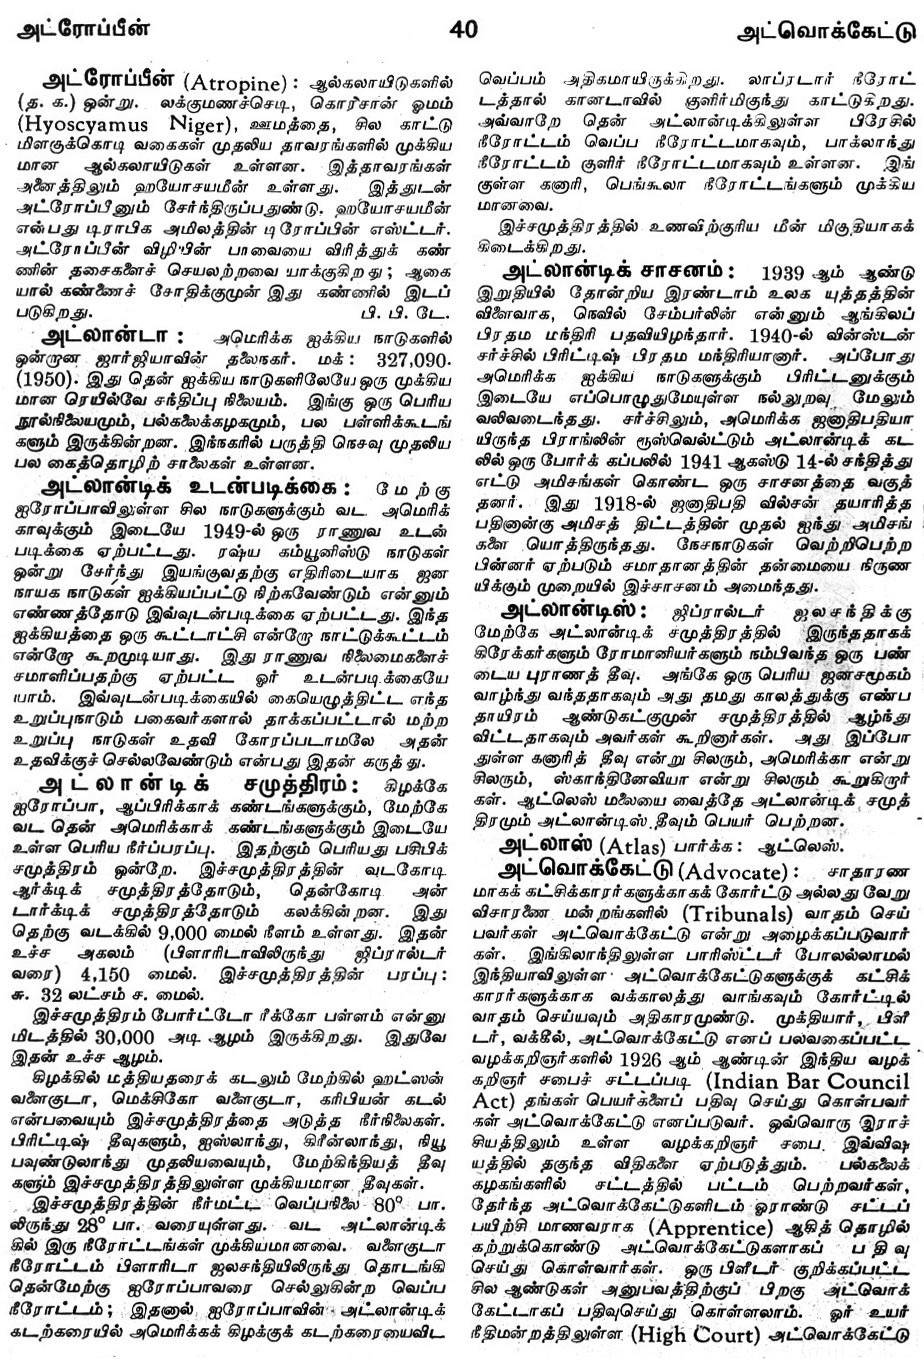 அட்ரோப்பீன் 40 அட்வொக்கேட்டு
அட்ரோப்பீன் (Atropine) : ஆல்கலாயிடுகளில்
(த. க.) ஒன்று. லக்குமணச்செடி, கொரசான் ஓமம்
(Hyoscyamus Niger), ஊமத்தை, சில காட்டு
மிளகுக்கொடி வகைகள் முதலிய தாவரங்களில் முக்கிய
மான ஆல்கலாயிடுகள் உள்ளன. இத்தாவரங்கள்
அனைத்திலும் ஹயோசயமீன் உள்ளது. இத்துடன்
அட்ரோப்பீனும் சேர்ந்திருப்பதுண்டு. ஹயோசயமீன்
என்பது டிராபிக அமிலத்தின் டிரோப்பீன் எஸ்ட்டர்.
அட்ரோப்பீன் விழியின் பாவையை விரித்துக் கண்
ணின் தசைகளைச் செயலற்றவை யாக்குகிறது; ஆகை
யால் கண்ணைச் சோதிக்குமுன் இது கண்ணில் இடப்
படுகிறது. பி. பி. டே.
அட்லான்டா : அமெரிக்க ஐக்கிய நாடுகளில்
ஒன்றான ஜார்ஜியாவின் தலைநகர். மக் : 327,090.
(1950). இது தென் ஐக்கிய நாடுகளிலேயே ஒரு முக்கிய
மான ரெயில்வே சந்திப்பு நிலையம். இங்கு ஒரு பெரிய
நூல்நிலையமும், பல்கலைக்கழகமும், பல பள்ளிக்கூடங்
களும் இருக்கின்றன. இந்நகரில் பருத்தி நெசவு முதலிய
பல கைத்தொழிற் சாலைகள் உள்ளன.
அட்லான்டிக் உடன்படிக்கை : மேற்கு
ஐரோப்பாவிலுள்ள சில நாடுகளுக்கும் வட அமெரிக்
காவுக்கும் இடையே 1949-ல் ஒரு ராணுவ உடன்
படிக்கை ஏற்பட்டது. ரஷ்ய கம்யூனிஸ்டு நாடுகள்
ஒன்று சேர்ந்து இயங்குவதற்கு எதிரிடையாக ஜன
நாயக நாடுகள் ஐக்கியப்பட்டு நிற்கவேண்டும் என்னும்
எண்ணத்தோடு இவ்வுடன்படிக்கை ஏற்பட்டது. இந்த
ஐக்கியத்தை ஒரு கூட்டாட்சி என்றோ நாட்டுக்கூட்டம்
என்றோ கூறமுடியாது. இது ராணுவ நிலைமைகளைச்
சமாளிப்பதற்கு ஏற்பட்ட ஓர் உடன்படிக்கையே
யாம். இவ்வுடன்படிக்கையில் கையெழுத்திட்ட எந்த
உறுப்புநாடும் பகைவர்களால் தாக்கப்பட்டால் மற்ற
உறுப்பு நாடுகள் உதவி கோரப்படாமலே அதன்
உதவிக்குச் செல்லவேண்டும் என்பது இதன் கருத்து.
அட்லான்டிக் சமுத்திரம் : கிழக்கே
ஐரோப்பா, ஆப்பிரிக்காக் கண்டங்களுக்கும், மேற்கே
வட தென் அமெரிக்காக் கண்டங்களுக்கும் இடையே
உள்ள பெரிய நீர்ப்பரப்பு. இதற்கும் பெரியது பசிபிக்
சமுத்திரம் ஒன்றே. இச்சமுத்திரத்தின் வடகோடி
ஆர்க்டிக் சமுத்திரத்தோடும், தென்கோடி அன்
டார்க்டிக் சமுத்திரத்தோடும் கலக்கின்றன. இது
தெற்கு வடக்கில் 9,000 மைல் நீளம் உள்ளது. இதன்
உச்ச அகலம் (பிளாரிடாவிலிருந்து ஜிப்ரால்டர்
வரை) 4,150 மைல். இச்சமுத்திரத்தின் பரப்பு :
சு. 32 லட்சம் ச. மைல்.
இச்சமுத்திரம் போர்ட்டோ ரீக்கோ பள்ளம் என்னு
மிடத்தில் 30,000 அடி ஆழம் இருக்கிறது. இதுவே
இதன் உச்ச ஆழம்.
கிழக்கில் மத்தியதரைக் கடலும் மேற்கில் ஹட்ஸன்
வளைகுடா, மெக்சிகோ வளைகுடா, கரிபியன் கடல்
என்பவையும் இச்சமுத்திரத்தை அடுத்த நீர்நிலைகள்.
பிரிட்டிஷ் தீவுகளும், ஐஸ்லாந்து, கிரீன்லாந்து, நியூ
பவுண்டுலாந்து முதலியவையும், மேற்கிந்தியத் தீவு
களும் இச்சமுத்திரத்திலுள்ள முக்கியமான தீவுகள்.
இச்சமுத்திரத்தின் நீர்மட்ட வெப்பநிலை 80° பா.
லிருந்து 28° பா. வரையுள்ளது. வட அட்லான்டிக்
கில் இரு நீரோட்டங்கள் முக்கியமானவை. வளைகுடா
நீரோட்டம் பிளாரிடா ஜலசந்தியிலிருந்து தொடங்கி
தென்மேற்கு ஐரோப்பாவரை செல்லுகின்ற வெப்ப
நீரோட்டம்; இதனால் ஐரோப்பாவின் அட்லான்டிக்
கடற்கரையில் அமெரிக்கக் கிழக்குக் கடற்கரையைவிட
வெப்பம் அதிகமாயிருக்கிறது. லாப்ரடார் நீரோட்
டத்தால் கானடாவில் குளிர்மிகுந்து காட்டுகிறது.
அவ்வாறே தென் அட்லான்டிக்கிலுள்ள பிரேசில்
நீரோட்டம் வெப்ப நீரோட்டமாகவும், பாக்லாந்து
நீரோட்டம் குளிர் நீரோட்டமாகவும் உள்ளன. இங்
குள்ள கனாரி, பெங்கூலா நீரோட்டங்களும் முக்கிய
மானவை.
இச்சமுத்திரத்தில் உணவிற்குரிய மீன் மிகுதியாகக்
கிடைக்கிறது.
அட்லான்டிக் சாசனம் : 1939 ஆம் ஆண்டு
இறுதியில் தோன்றிய இரண்டாம் உலக யுத்தத்தின்
விளைவாக, நெவில் சேம்பர்லின் என்னும் ஆங்கிலப்
பிரதம மந்திரி பதவியிழந்தார். 1940-ல் வின்ஸ்டன்
சர்ச்சில் பிரிட்டிஷ் பிரதம மந்திரியானார். அப்போது
அமெரிக்க ஐக்கிய நாடுகளுக்கும் பிரிட்டனுக்கும்
இடையே எப்பொழுதுமேயுள்ள நல்லுறவு மேலும்
வலிவடைந்தது. சர்ச்சிலும், அமெரிக்க ஜனாதிபதியா
யிருந்த பிராங்லின் ரூஸ்வெல்ட்டும் அட்லான்டிக் கட
லில் ஒரு போர்க் கப்பலில் 1941 ஆகஸ்டு 14-ல் சந்தித்து
எட்டு அமிசங்கள் கொண்ட ஒரு சாசனத்தை வகுத்
தனர். இது 1918-ல் ஜனாதிபதி வில்சன் தயாரித்த
பதினான்கு அமிசத் திட்டத்தின் முதல் ஐந்து அமிசங்
களை யொத்திருந்தது. நேசநாடுகள் வெற்றிபெற்ற
பின்னர் ஏற்படும் சமாதானத்தின் தன்மையை நிருண
யிக்கும் முறையில் இச்சாசனம் அமைந்தது.
அட்லான்டிஸ் : ஜிப்ரால்டர் ஜலசந்திக்கு
மேற்கே அட்லான்டிக் சமுத்திரத்தில் இருந்ததாகக்
கிரேக்கர்களும் ரோமானியர்களும் நம்பிவந்த ஒரு பண்
டைய புராணத் தீவு. அங்கே ஒரு பெரிய ஜனசமூகம்
வாழ்ந்து வந்ததாகவும் அது தமது காலத்துக்கு எண்ப
தாயிரம் ஆண்டுகட்குமுன் சமுத்திரத்தில் ஆழ்ந்து
விட்டதாகவும் அவர்கள் கூறினார்கள். அது இப்போ
துள்ள கனாரித் தீவு என்று சிலரும், அமெரிக்கா என்று
சிலரும், ஸ்காந்தினேவியா என்று சிலரும் கூறுகிறார்
கள். ஆட்லெஸ் மலையை வைத்தே அட்லான்டிக் சமுத்
திரமும் அட்லான்டிஸ் தீவும் பெயர் பெற்றன.
அட்லாஸ் (Atlas) பார்க்க : ஆட்லெஸ்.
அட்வொக்கேட்டு (Advocate) : சாதாரண
மாகக் கட்சிக்காரர்களுக்காகக் கோர்ட்டு அல்லது வேறு
விசாரணை மன்றங்களில் (Tribunals) வாதம் செய்
பவர்கள் அட்வொக்கேட்டு என்று அழைக்கப்படுவார்
கள். இங்கிலாந்திலுள்ள பாரிஸ்ட்டர் போலல்லாமல்
இந்தியாவிலுள்ள அட்வொக்கேட்டுகளுக்குக் கட்சிக்
காரர்களுக்காக வக்காலத்து வாங்கவும் கோர்ட்டில்
வாதம் செய்யவும் அதிகாரமுண்டு. முக்தியார், பிளீ
டர், வக்கீல், அட்வொக்கேட்டு எனப் பலவகைப்பட்ட
வழக்கறிஞர்களில் 1926 ஆம் ஆண்டின் இந்திய வழக்
கறிஞர் சபைச் சட்டப்படி (Indian Bar Council
Act) தங்கள் பெயர்களைப் பதிவு செய்து கொள்பவர்
கள் அட்வொக்கேட்டு எனப்படுவர். ஒவ்வொரு இராச்
சியத்திலும் உள்ள வழக்கறிஞர் சபை இவ்விஷ
யத்தில் தகுந்த விதிகளை ஏற்படுத்தும். பல்கலைக்
கழகங்களில் சட்டத்தில் பட்டம் பெற்றவர்கள்,
தேர்ந்த அட்வொக்கேட்டுகளிடம் ஓராண்டு சட்டப்
பயிற்சி மாணவராக (Apprentice) ஆகித் தொழில்
கற்றுக்கொண்டு அட்வொக்கேட்டுகளாகப் பதிவு
செய்து கொள்வார்கள். ஒரு பிளீடர் குறிக்கப்பட்ட
சில ஆண்டுகள் அனுபவத்திற்குப் பிறகு அட்வொக்
கேட்டாகப் பதிவுசெய்து கொள்ளலாம். ஓர் உயர்
நீதிமன்றத்திலுள்ள (High Court) அட்வொக்கேட்டு